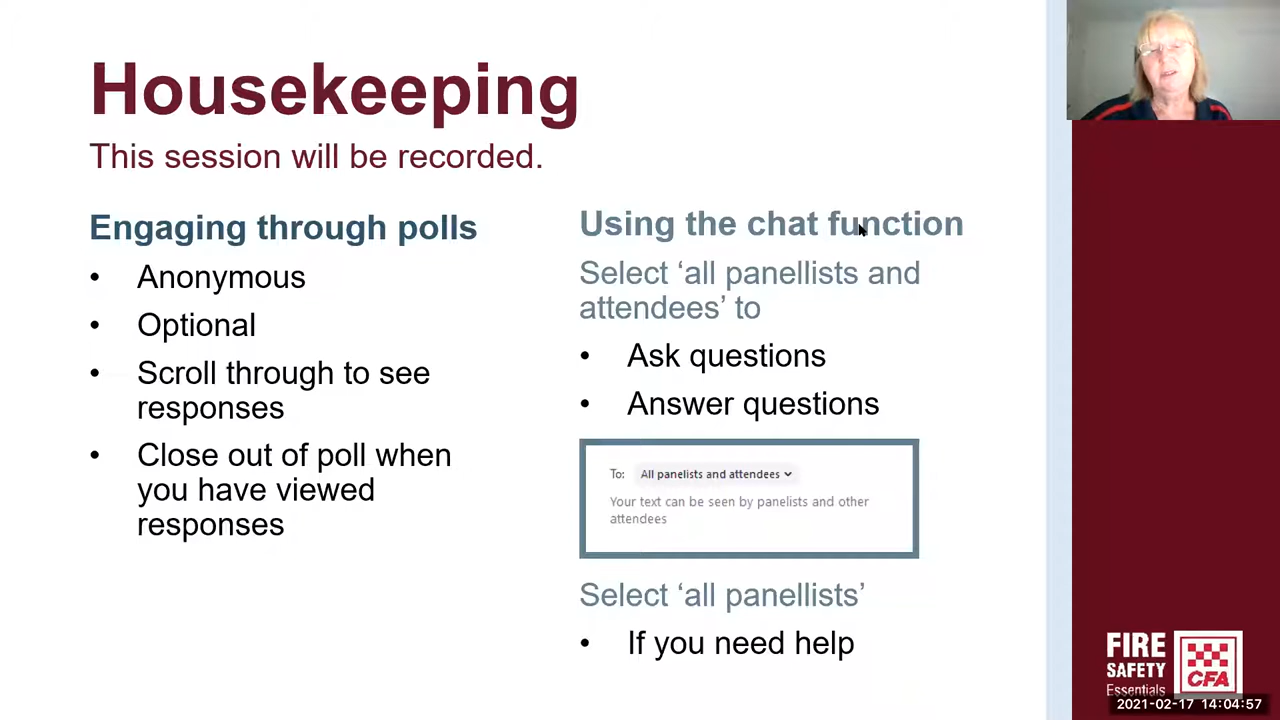 Housekeeping
This session will be recorded.
Engaging through polls
• Anonymous
• Optional
• Scroll through to see
responses
• Close out of poll when
you have viewed
responses
Using the chat function
Select ‘all panellists and
attendees’ to
• Ask questions
• Answer questions
To: All panelists and attendees
Your text can be seen by panelists and other
attendees
Select ‘all panellists’
• If you need help
FIRE
SAFETY
Essentials
CFA
2021-02-17 14:04:57